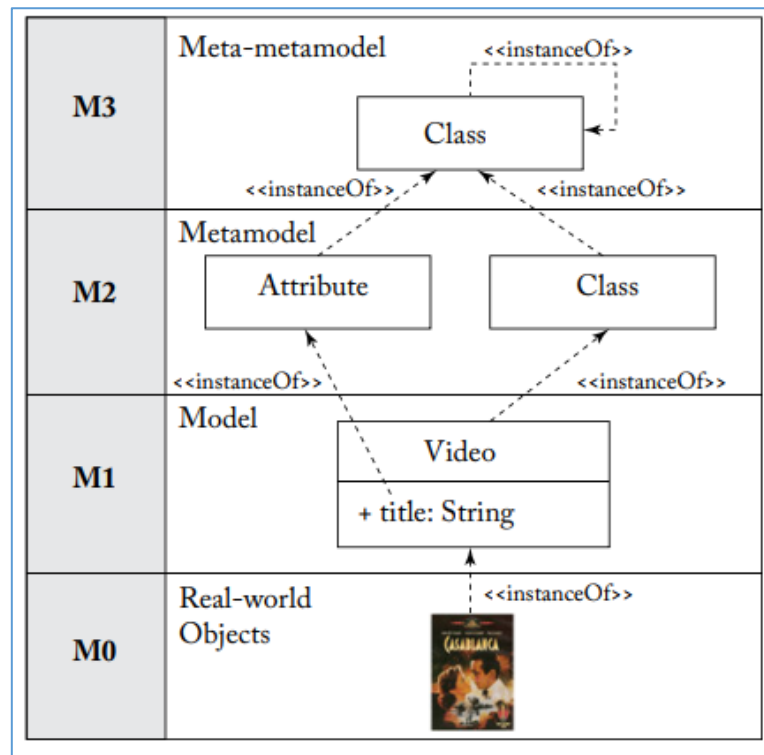 Meta-metamodel
<<instanceOf>>
M3
Class
<<instanceOf>>
<<instanceOf>>
Metamodel
M2
Attribute
Class
<<instanceOf>>
<<instanceOf>>
Model
Video
M1
+ title: String
Real-world
Objects
<<instanceOf>>
M0
CASABLANCA